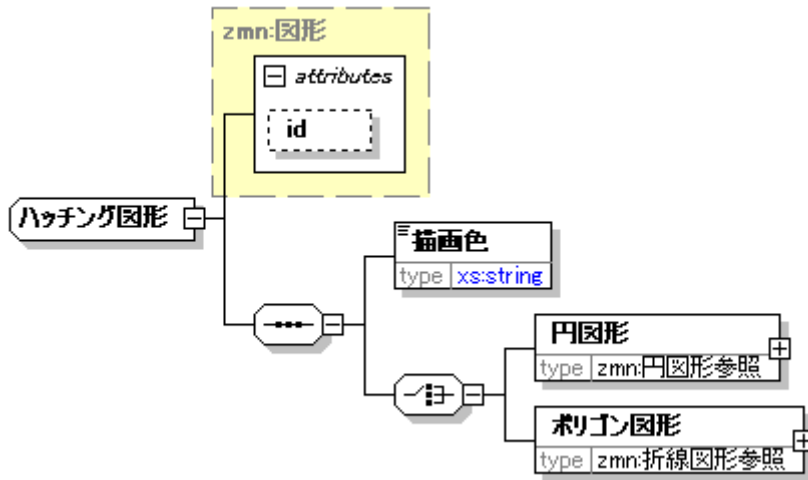 zmn:図形
attributes
id
ハッチング図形
描画色
type xs:string
円図形
type zmn:円図形参照
ポリゴン図形
type zmn:折線図形参照